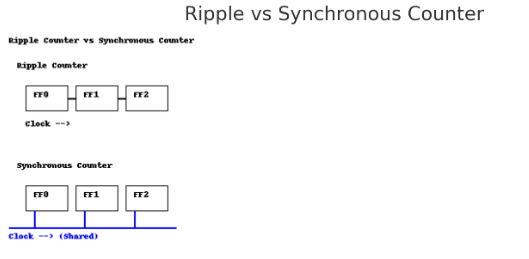 Ripple vs Synchronous Counter
Ripple Counter vs Synchronous Counter
Ripple Counter
FF0 FF1 FF2
Clock -->
Synchronous Counter
FF0 FF1 FF2
Clock --> (Shared)